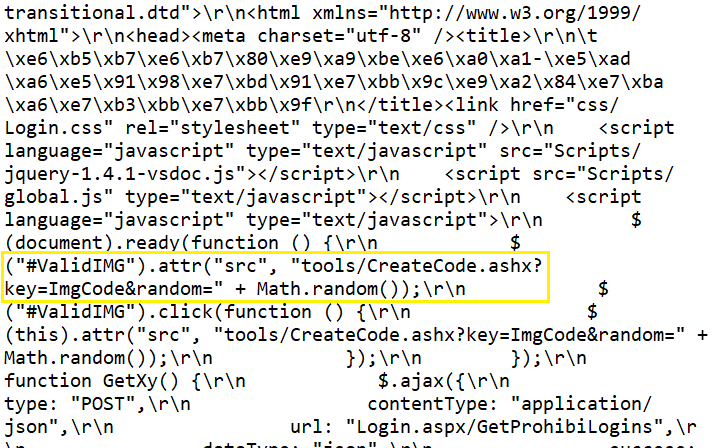 transitional.dtd">\r\n<html xmlns="http://www.w3.org/1999/
xhtml">\r\n<head><meta charset="utf-8" /><title>\r\n\t
\xe6\xb5\xb7\xe6\xb7\x80\xe9\xa9\xbe\xe6\xa0\xa1-\xe5\xad
\xa6\xe5\x91\x98\xe7\xbd\x91\xe7\xbb\x9c\xe9\xa2\x84\xe7\xba
\xa6\xe7\xb3\xbb\xe7\xbb\x9f\r\n</title><link href="css/
Login.css" rel="stylesheet" type="text/css" />\r\n    <script
language="javascript" type="text/javascript" src="Scripts/
jquery-1.4.1-vsdoc.js"></script>\r\n    <script src="Scripts/
global.js" type="text/javascript"></script>\r\n    <script
language="javascript" type="text/javascript">\r\n        $
(document).ready(function () {\r\n            $
("#ValidIMG").attr("src", "tools/CreateCode.ashx?
key=ImgCode&random=" + Math.random());\r\n            $
("#ValidIMG").click(function () {\r\n                $
(this).attr("src", "tools/CreateCode.ashx?key=ImgCode&random=" +
Math.random());\r\n            });\r\n        });\r\n
function GetXy() {\r\n            $.ajax({\r\n
type: "POST",\r\n                contentType: "application/
json",\r\n                url: "Login.aspx/GetProhibiLogins",\r